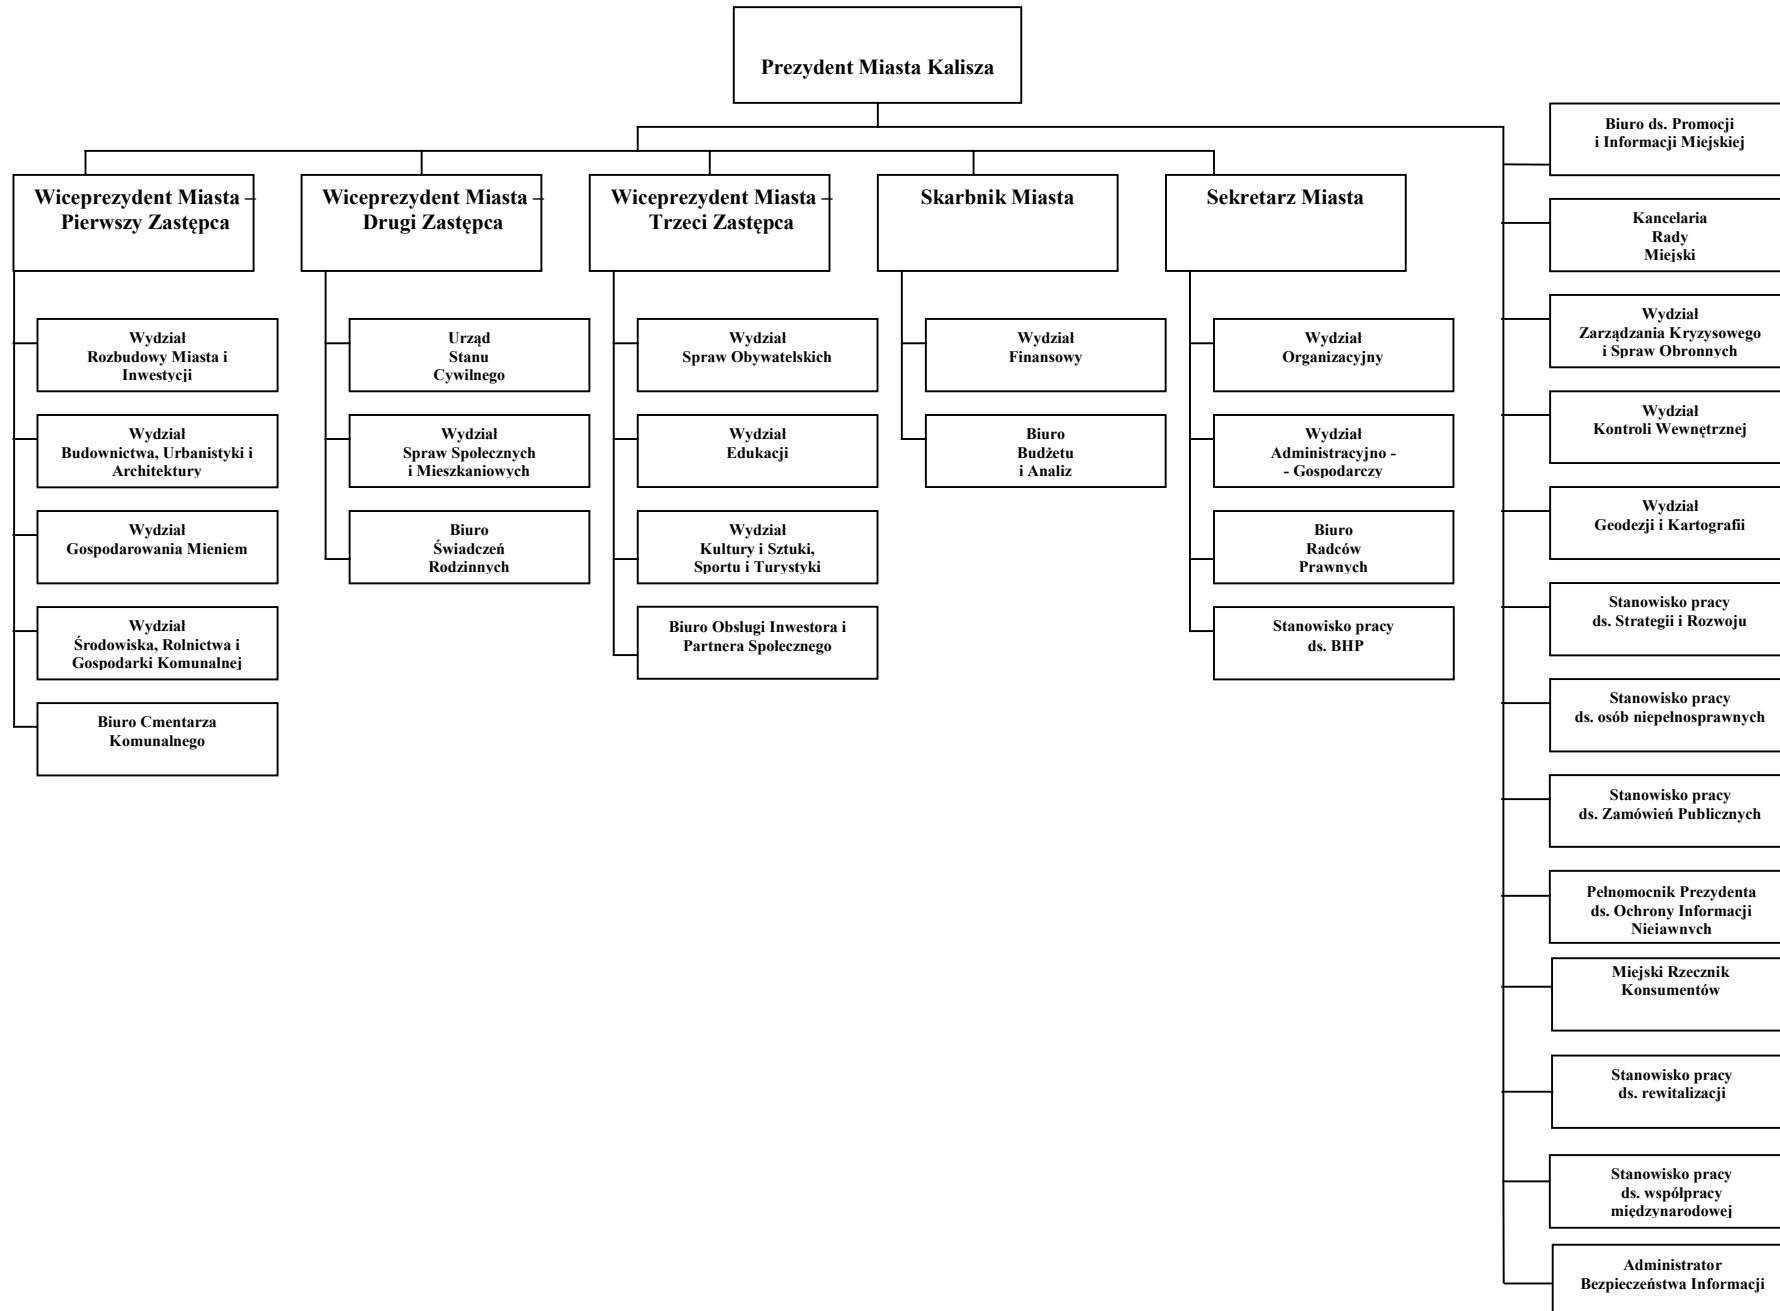 Prezydent Miasta Kalisza
Wiceprezydent Miasta –
Pierwszy Zastępca
Wydział
Rozbudowy Miasta i
Inwestycji
Wydział
Budownictwa, Urbanistyki i
Architektury
Wydział
Gospodarowania Mieniem
Wydział
Środowiska, Rolnictwa i
Gospodarki Komunalnej
Biuro Cmentarza
Komunalnego
Wiceprezydent Miasta –
Drugi Zastępca
Urząd
Stanu
Cywilnego
Wydział
Spraw Społecznych
i Mieszkaniowych
Biuro
Świadczeń
Rodzinnych
Wiceprezydent Miasta –
Trzeci Zastępca
Wydział
Spraw Obywatelskich
Wydział
Edukacji
Wydział
Kultury i Sztuki,
Sportu i Turystyki
Biuro Obsługi Inwestora i
Partnera Społecznego
Skarbnik Miasta
Wydział
Finansowy
Biuro
Budżetu
i Analiz
Sekretarz Miasta
Wydział
Organizacyjny
Wydział
Administracyjno -
- Gospodarczy
Biuro
Radców
Prawnych
Stanowisko pracy
ds. BHP
Biuro ds. Promocji
i Informacji Miejskiej
Kancelaria
Rady
Miejski
Wydział
Zarządzania Kryzysowego
i Spraw Obronnych
Wydział
Kontroli Wewnętrznej
Wydział
Geodezji i Kartografii
Stanowisko pracy
ds. Strategii i Rozwoju
Stanowisko pracy
ds. osób niepełnosprawnych
Stanowisko pracy
ds. Zamówień Publicznych
Pełnomocnik Prezydenta
ds. Ochrony Informacji
Niejawnych
Miejski Rzecznik
Konsumentów
Stanowisko pracy
ds. rewitalizacji
Stanowisko pracy
ds. współpracy
międzynarodowej
Administrator
Bezpieczeństwa Informacji